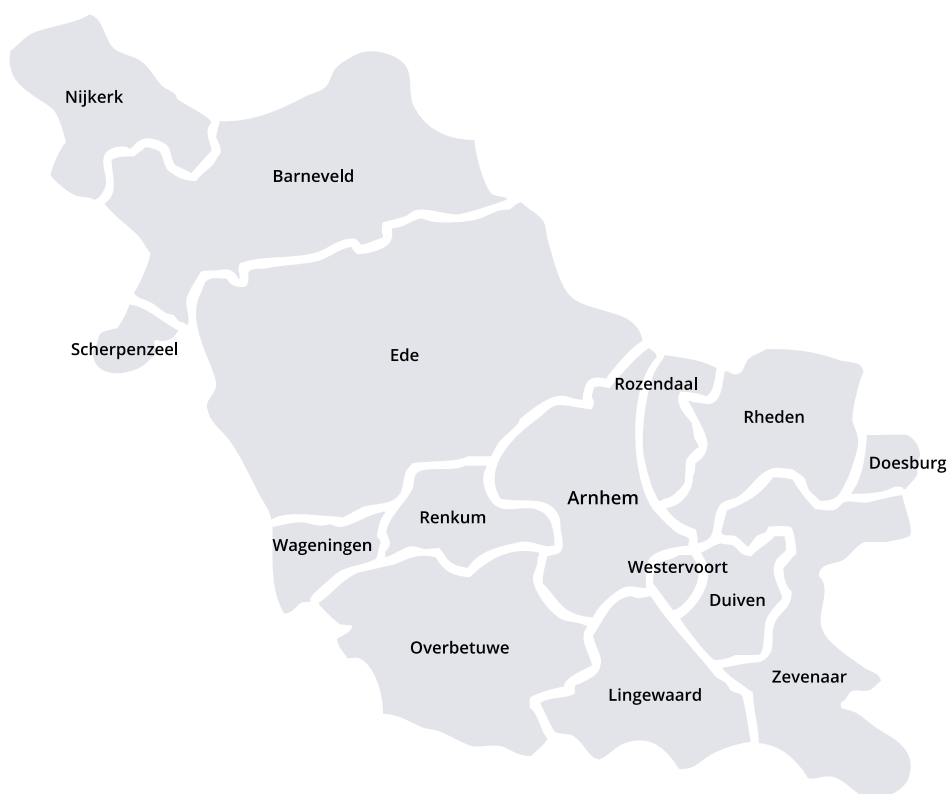 Nijkerk
Barneveld
Scherpenzeel
Ede
Rozendaal
Rheden
Doesburg
Arnhem
Renkum
Wageningen
Westervoort
Duiven
Overbetuwe
Zevenaar
Lingewaard